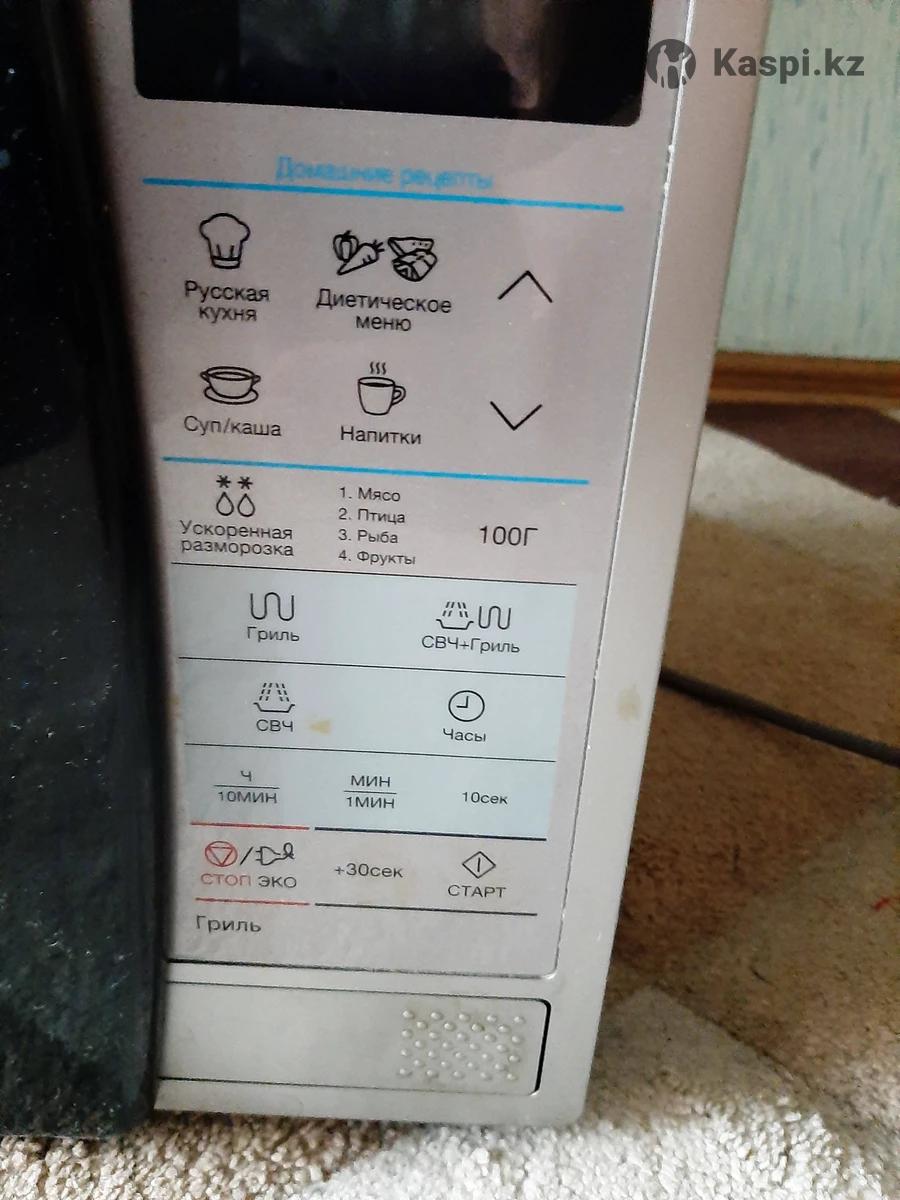 Kaspi.kz
Домашние рецепты
Русская
кухня
Диетическое
меню
Суп/каша
Напитки
Ускоренная
разморозка
1. Мясо
2. Птица
3. Рыба
4. Фрукты
100Г
Гриль
СВЧ+Гриль
СВЧ
Часы
Ч
10МИН
МИН
1МИН
10сек
СТОП ЭКО
+30сек
СТАРТ
Гриль